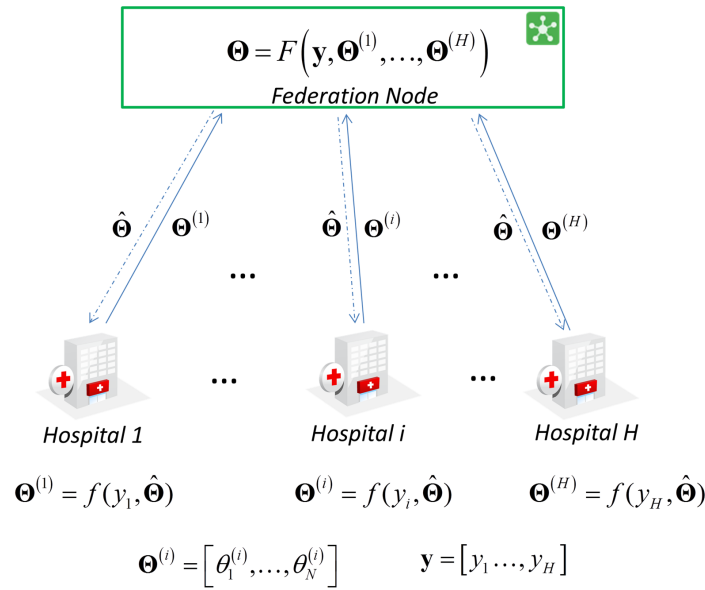 Θ = F(y, Θ^(1), …, Θ^(H))
Federation Node
Θ̂ Θ^(1) Θ̂ Θ^(i) Θ̂ Θ^(H)
... ...
... ...
Hospital 1 Hospital i Hospital H
Θ^(1) = f(y_1, Θ̂) Θ^(i) = f(y_i, Θ̂) Θ^(H) = f(y_H, Θ̂)
Θ^(i) = [θ_1^(i), …, θ_N^(i)] y = [y_1 …, y_H]